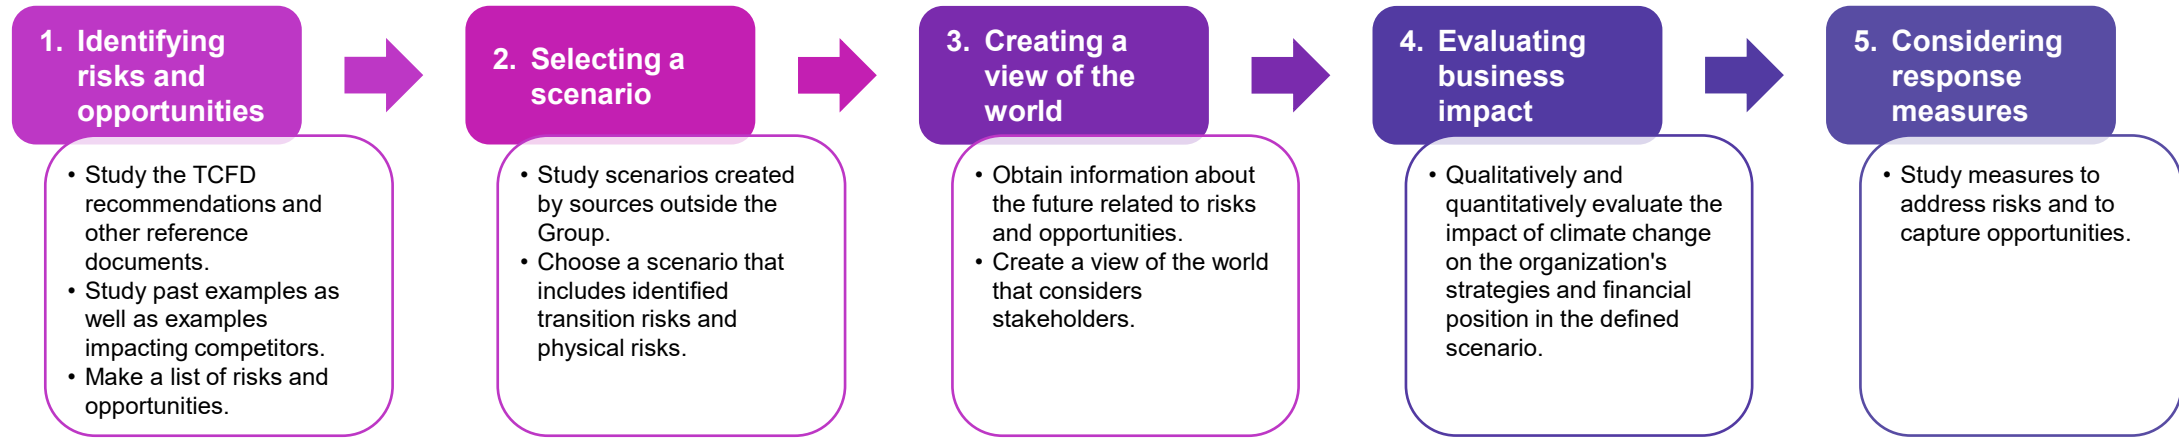 1. Identifying
risks and
opportunities
• Study the TCFD
recommendations and
other reference
documents.
• Study past examples as
well as examples
impacting competitors.
• Make a list of risks and
opportunities.
2. Selecting a
scenario
• Study scenarios created
by sources outside the
Group.
• Choose a scenario that
includes identified
transition risks and
physical risks.
3. Creating a
view of the
world
• Obtain information about
the future related to risks
and opportunities.
• Create a view of the world
that considers
stakeholders.
4. Evaluating
business
impact
• Qualitatively and
quantitatively evaluate the
impact of climate change
on the organization's
strategies and financial
position in the defined
scenario.
5. Considering
response
measures
• Study measures to
address risks and to
capture opportunities.